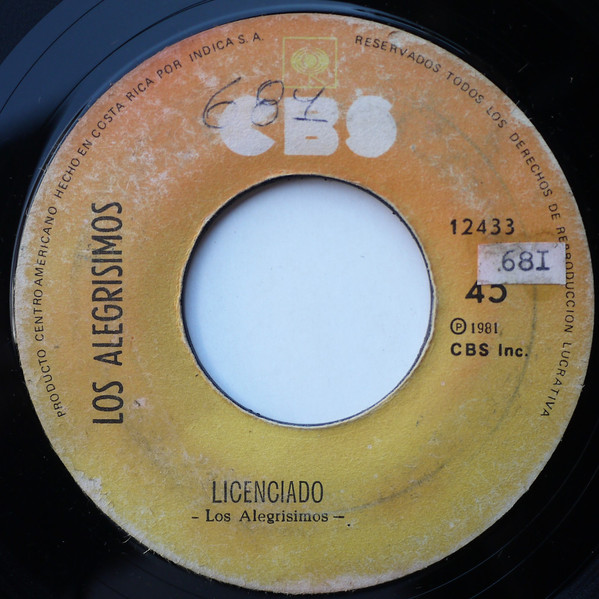 PRODUCTO CENTROAMERICANO HECHO EN COSTA RICA POR INDICA S.A.
RESERVADOS TODOS LOS DERECHOS DE REPRODUCCION LUCRATIVA
CBS
LOS ALEGRISIMOS
12433
681
45
Ⓟ 1981,
CBS Inc.
LICENCIADO
- Los Alegrisimos -